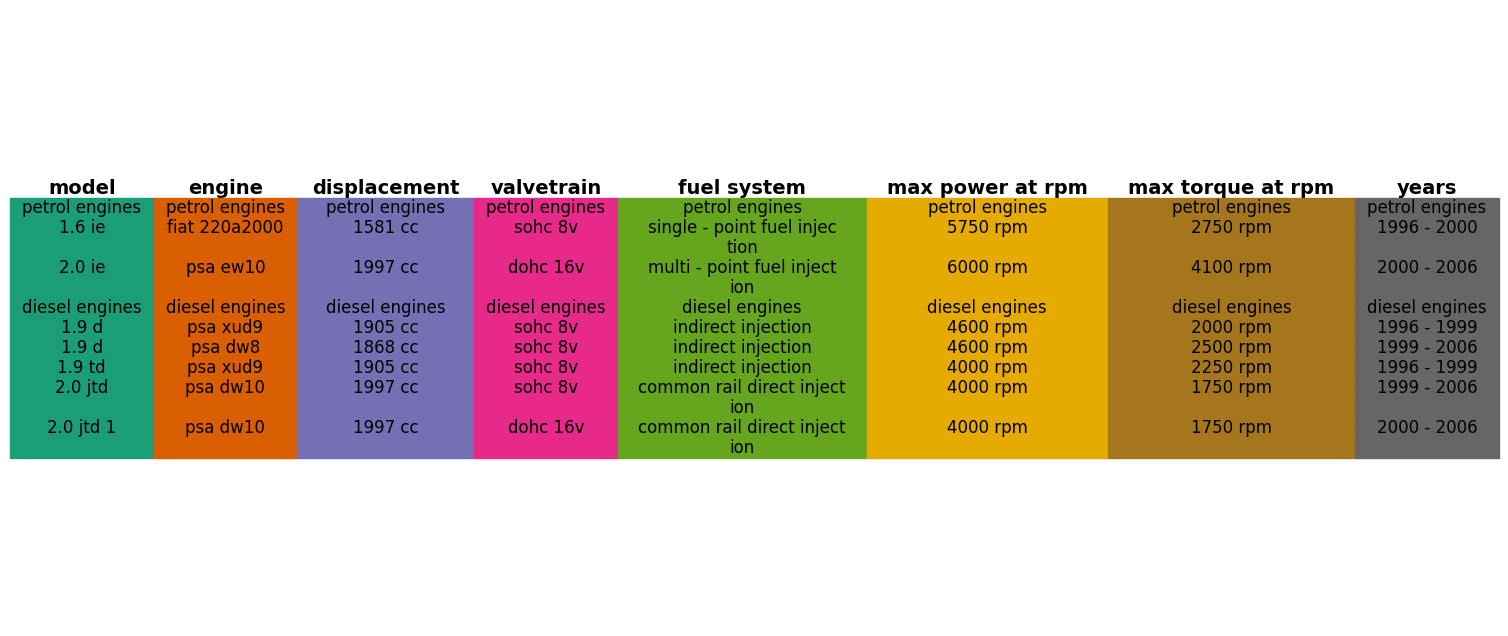 model engine displacement valvetrain fuel system max power at rpm max torque at rpm years
petrol engines petrol engines petrol engines petrol engines petrol engines petrol engines petrol engines petrol engines
1.6 ie fiat 220a2000 1581 cc sohc 8v single - point fuel injec 5750 rpm 2750 rpm 1996 - 2000
tion
2.0 ie psa ew10 1997 cc dohc 16v multi - point fuel inject 6000 rpm 4100 rpm 2000 - 2006
ion
diesel engines diesel engines diesel engines diesel engines diesel engines diesel engines diesel engines diesel engines
1.9 d psa xud9 1905 cc sohc 8v indirect injection 4600 rpm 2000 rpm 1996 - 1999
1.9 d psa dw8 1868 cc sohc 8v indirect injection 4600 rpm 2500 rpm 1999 - 2006
1.9 td psa xud9 1905 cc sohc 8v indirect injection 4000 rpm 2250 rpm 1996 - 1999
2.0 jtd psa dw10 1997 cc sohc 8v common rail direct inject 4000 rpm 1750 rpm 1999 - 2006
ion
2.0 jtd 1 psa dw10 1997 cc dohc 16v common rail direct inject 4000 rpm 1750 rpm 2000 - 2006
ion